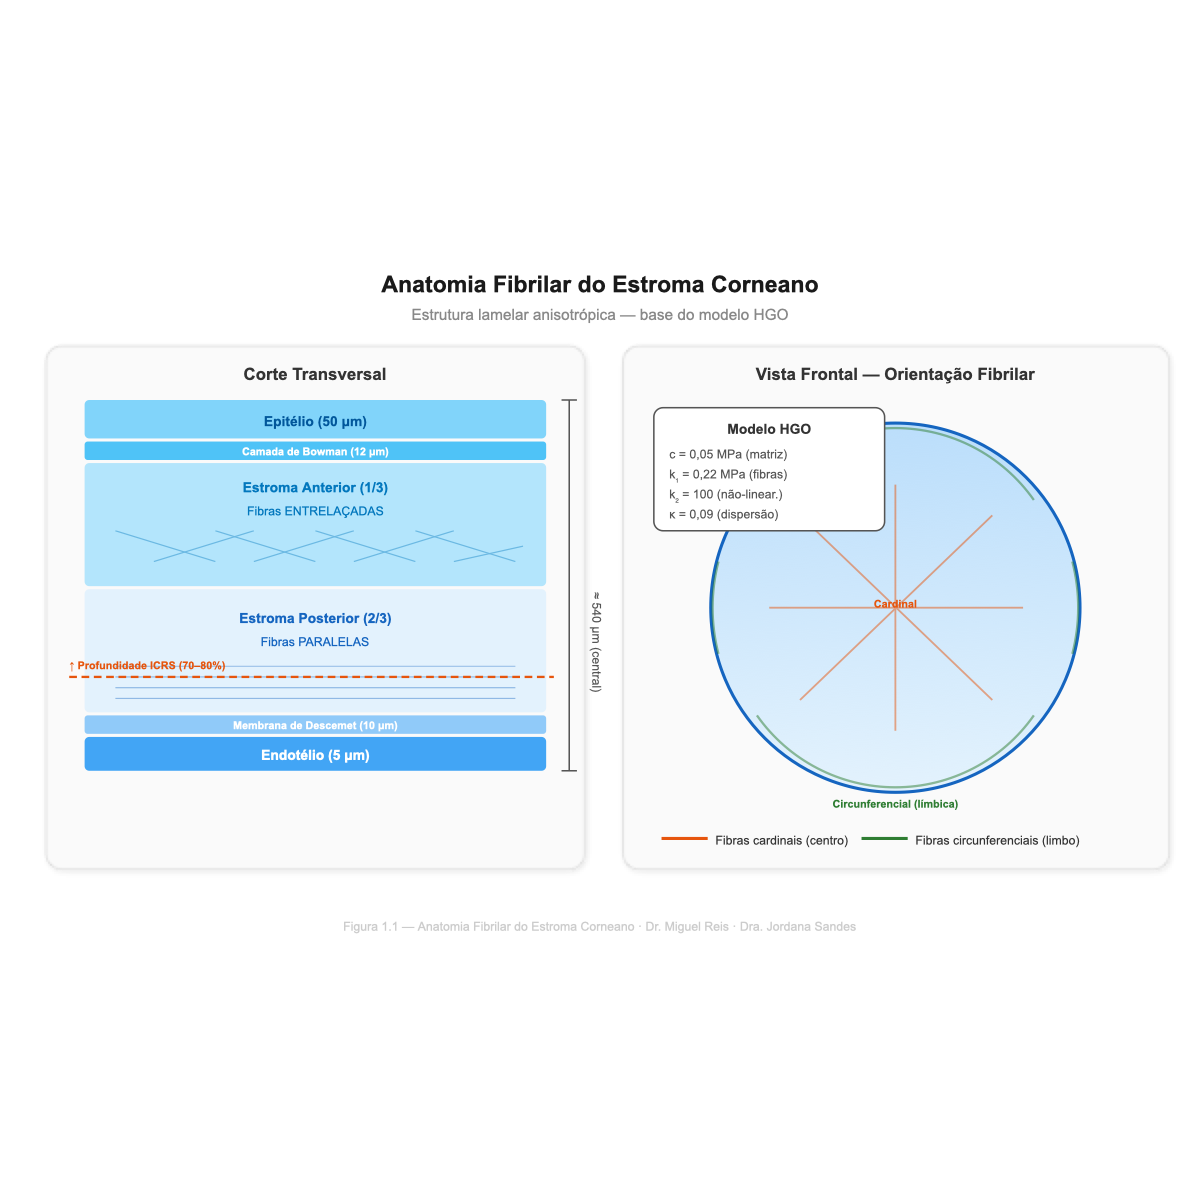 Anatomia Fibrilar do Estroma Corneano
Estrutura lamelar anisotrópica — base do modelo HGO
Corte Transversal
Epitélio (50 µm)
Camada de Bowman (12 µm)
Estroma Anterior (1/3)
Fibras ENTRELAÇADAS
Estroma Posterior (2/3)
Fibras PARALELAS
↑ Profundidade ICRS (70–80%)
Membrana de Descemet (10 µm)
Endotélio (5 µm)
≈ 540 µm (central)
Vista Frontal — Orientação Fibrilar
Modelo HGO
c = 0,05 MPa (matriz)
k₁ = 0,22 MPa (fibras)
k₂ = 100 (não-linear.)
κ = 0,09 (dispersão)
Cardinal
Circunferencial (límbica)
Fibras cardinais (centro)
Fibras circunferenciais (limbo)
Figura 1.1 — Anatomia Fibrilar do Estroma Corneano · Dr. Miguel Reis · Dra. Jordana Sandes